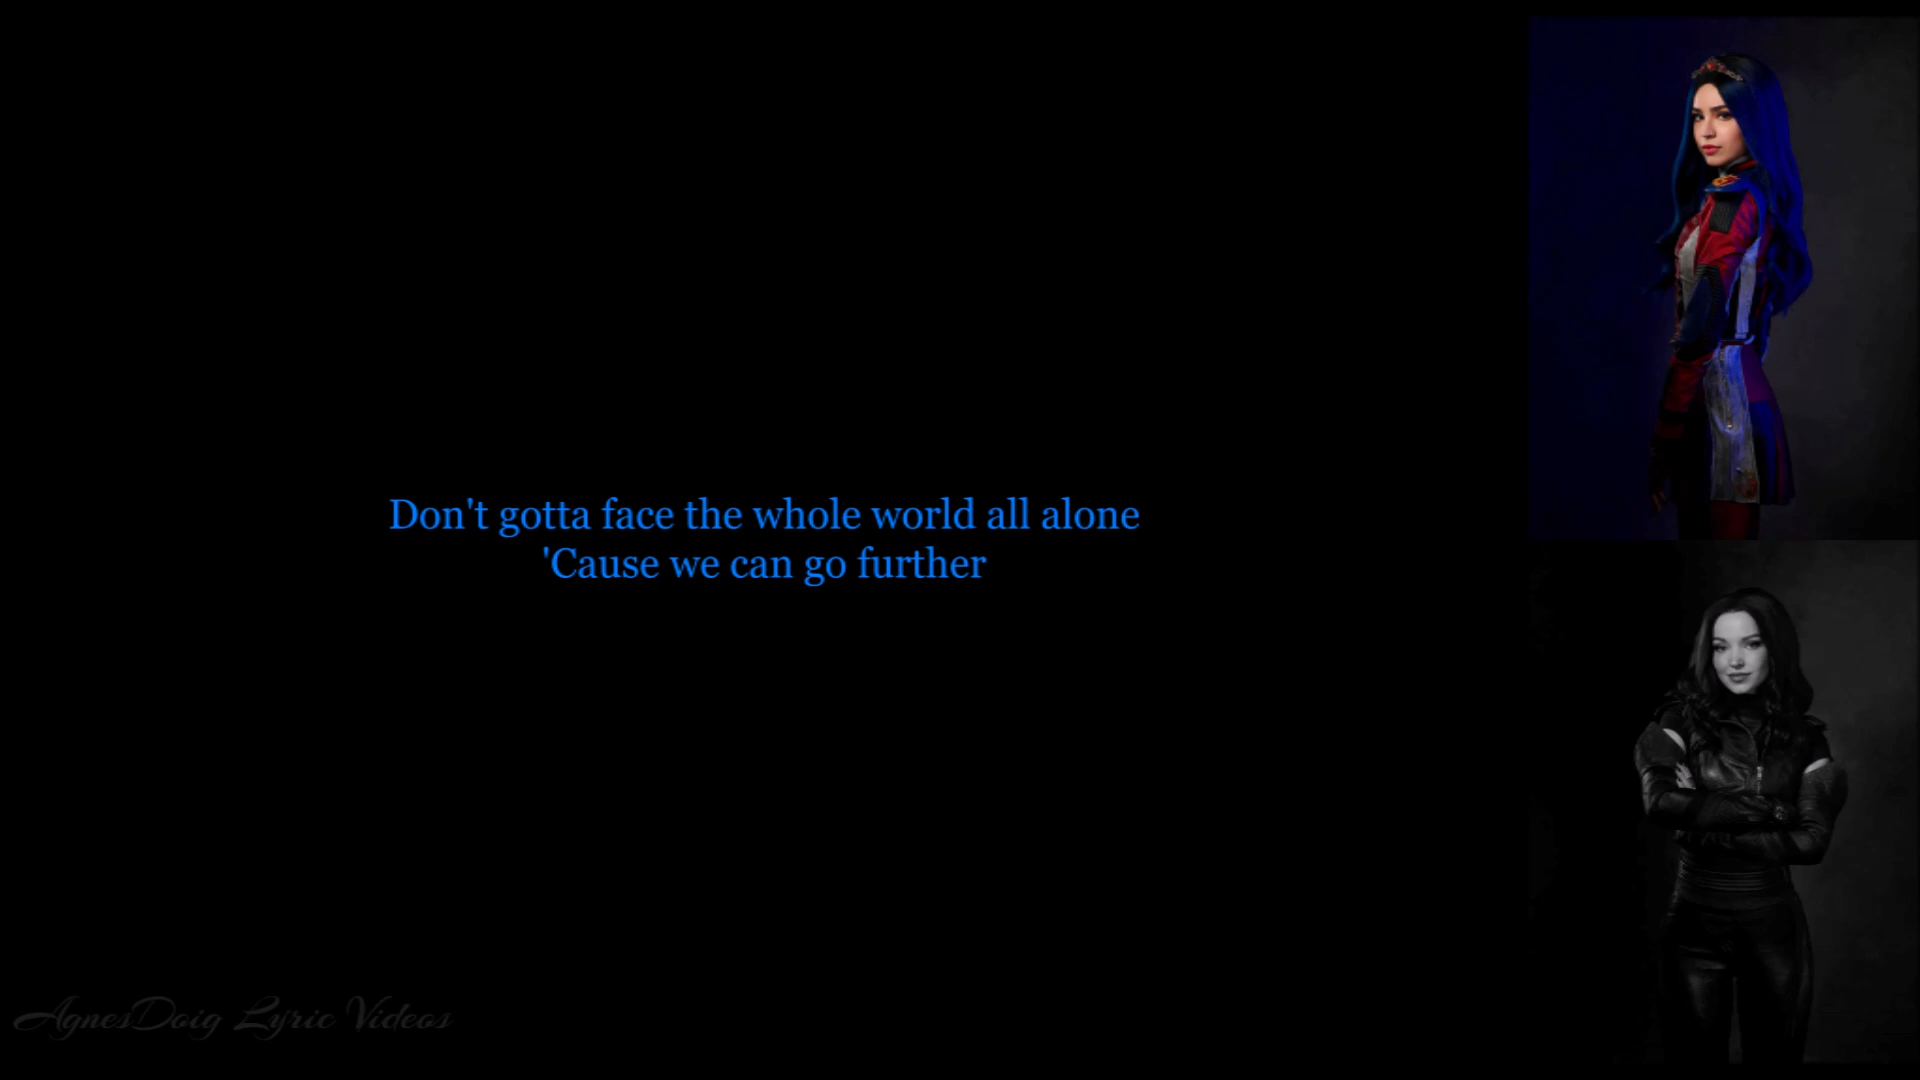 Don't gotta face the whole world all alone
'Cause we can go further
AgnesDoig Lyric Videos